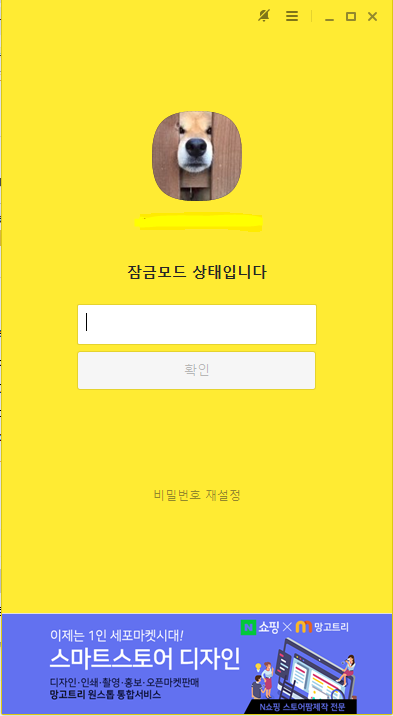 잠금모드 상태입니다
확인
비밀번호 재설정
이제는 1인 세포마켓시대!
스마트스토어 디자인
디자인·인쇄·촬영·홍보·오픈마켓판매
망고트리 원스톱 통합서비스
N 쇼핑 × 망고트리
N쇼핑 스토어팜제작 전문